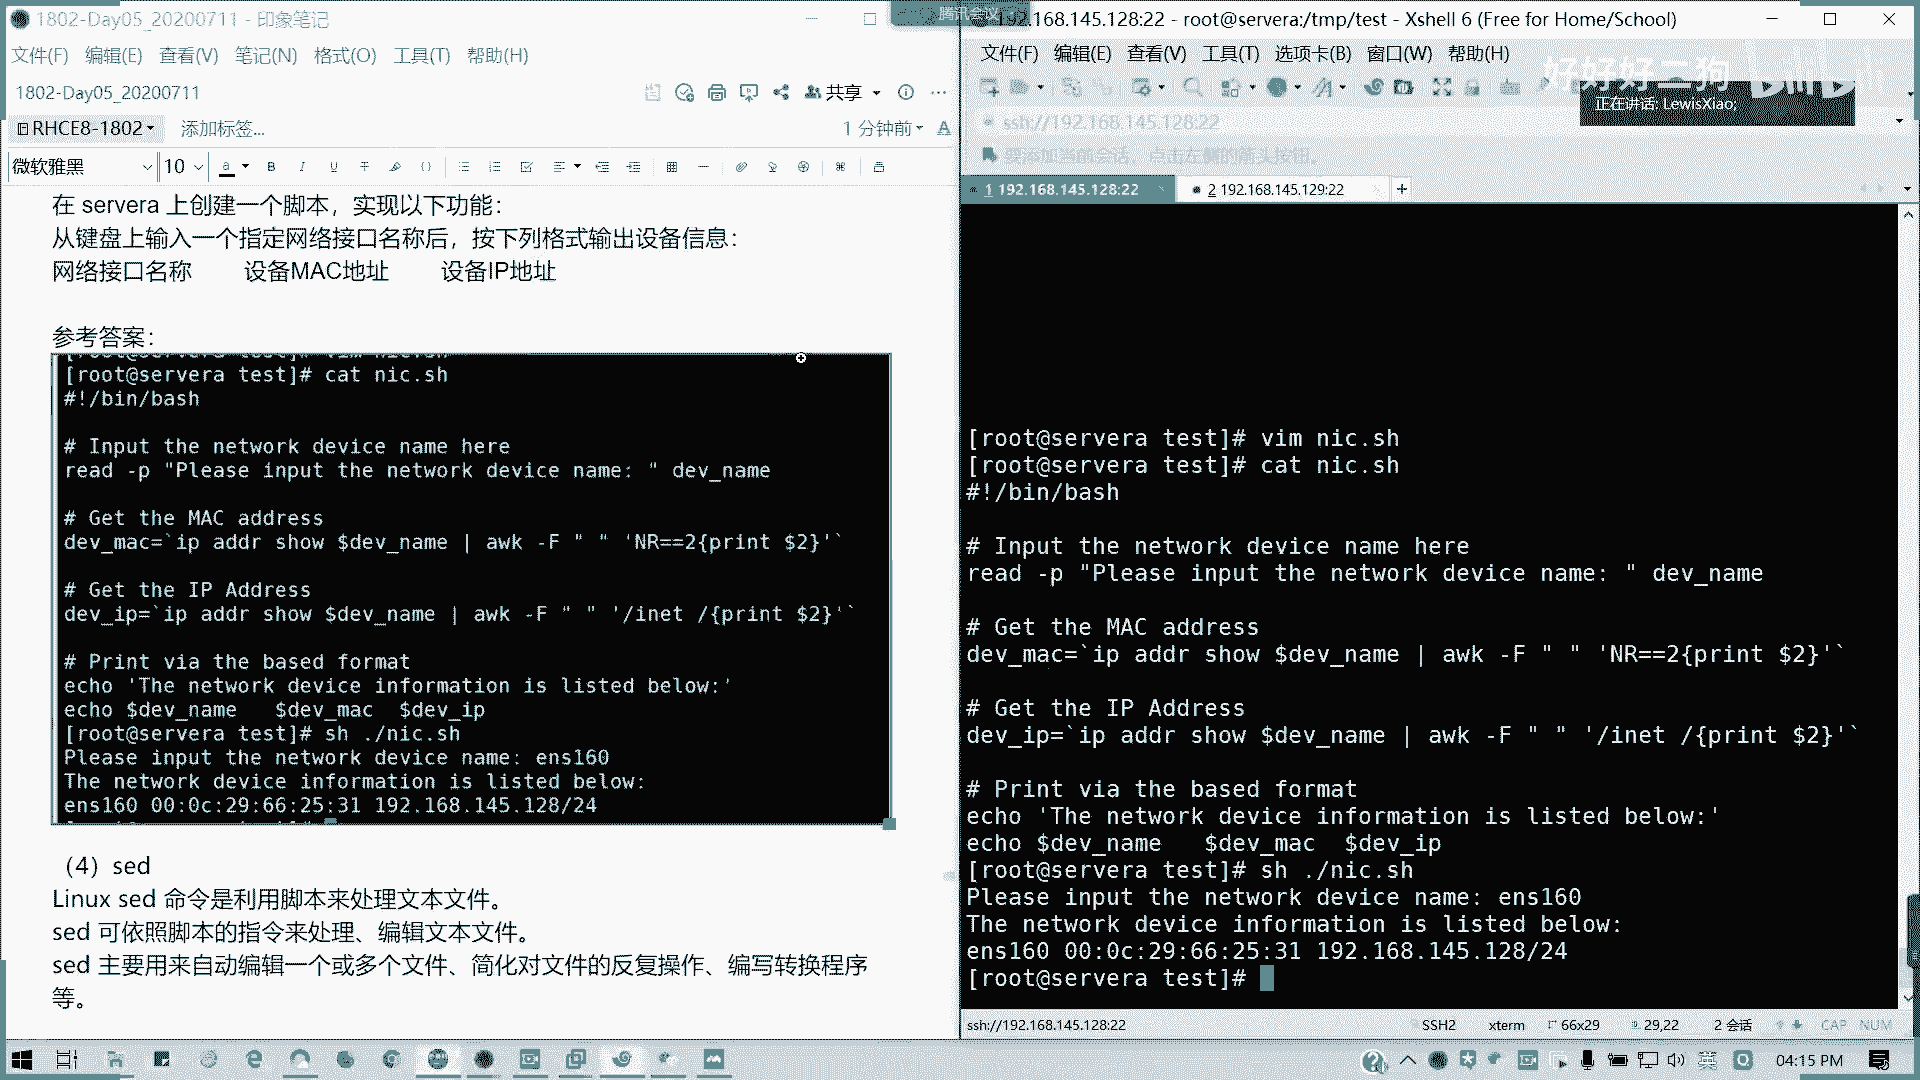 1802-Day05_20200711 - 印象笔记
文件(F) 编辑(E) 查看(V) 笔记(N) 格式(O) 工具(T) 帮助(H)
1802-Day05_20200711
共享
RHCE8-1802 添加标签...
1 分钟前
微软雅黑 10
在 servera 上创建一个脚本，实现以下功能：
从键盘上输入一个指定网络接口名称后，按下列格式输出设备信息：
网络接口名称 设备MAC地址 设备IP地址
参考答案：
[root@servera test]# vim nic.sh
[root@servera test]# cat nic.sh
#!/bin/bash
# Input the network device name here
read -p "Please input the network device name: " dev_name
# Get the MAC address
dev_mac=`ip addr show $dev_name | awk -F " " 'NR==2{print $2}'`
# Get the IP Address
dev_ip=`ip addr show $dev_name | awk -F " " '/inet /{print $2}'`
# Print via the based format
echo 'The network device information is listed below:'
echo $dev_name   $dev_mac  $dev_ip
[root@servera test]# sh ./nic.sh
Please input the network device name: ens160
The network device information is listed below:
ens160 00:0c:29:66:25:31 192.168.145.128/24
（4）sed
Linux sed 命令是利用脚本来处理文本文件。
sed 可依照脚本的指令来处理、编辑文本文件。
sed 主要用来自动编辑一个或多个文件、简化对文件的反复操作、编写转换程序
等。
腾讯会议
192.168.145.128:22 - root@servera:/tmp/test - Xshell 6 (Free for Home/School)
文件(F) 编辑(E) 查看(V) 工具(T) 选项卡(B) 窗口(W) 帮助(H)
好好好二狗
bilibili
正在讲话: LewisXiao;
ssh://192.168.145.128:22
要添加当前会话，点击左侧的箭头按钮。
1 192.168.145.128:22
2 192.168.145.129:22
[root@servera test]# vim nic.sh
[root@servera test]# cat nic.sh
#!/bin/bash
# Input the network device name here
read -p "Please input the network device name: " dev_name
# Get the MAC address
dev_mac=`ip addr show $dev_name | awk -F " " 'NR==2{print $2}'`
# Get the IP Address
dev_ip=`ip addr show $dev_name | awk -F " " '/inet /{print $2}'`
# Print via the based format
echo 'The network device information is listed below:'
echo $dev_name   $dev_mac  $dev_ip
[root@servera test]# sh ./nic.sh
Please input the network device name: ens160
The network device information is listed below:
ens160 00:0c:29:66:25:31 192.168.145.128/24
[root@servera test]#
ssh://192.168.145.128:22 SSH2 xterm 66x29 29,22 2 会话 CAP NUM
英 04:15 PM